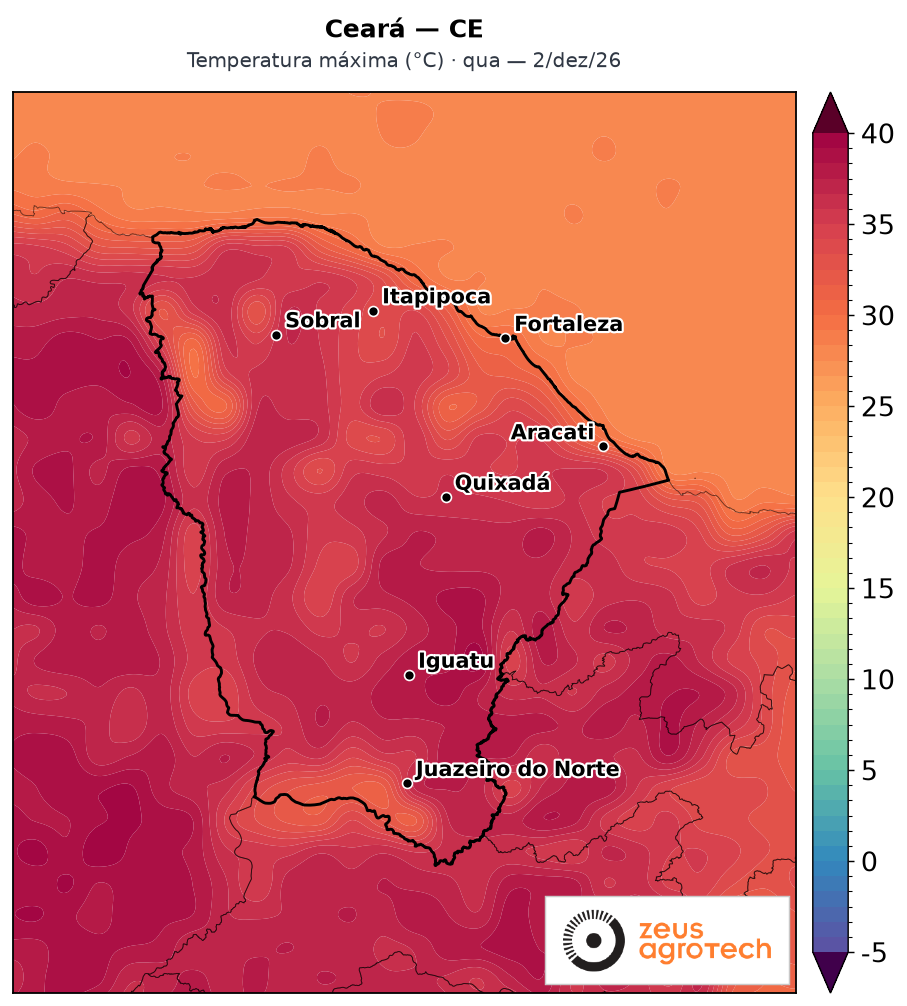 Ceará — CE
Temperatura máxima (°C) · qua — 2/dez/26
40
35
30
25
20
15
10
5
0
-5
Itapipoca
Sobral
Fortaleza
Aracati
Quixadá
Iguatu
Juazeiro do Norte
zeus
agrotech